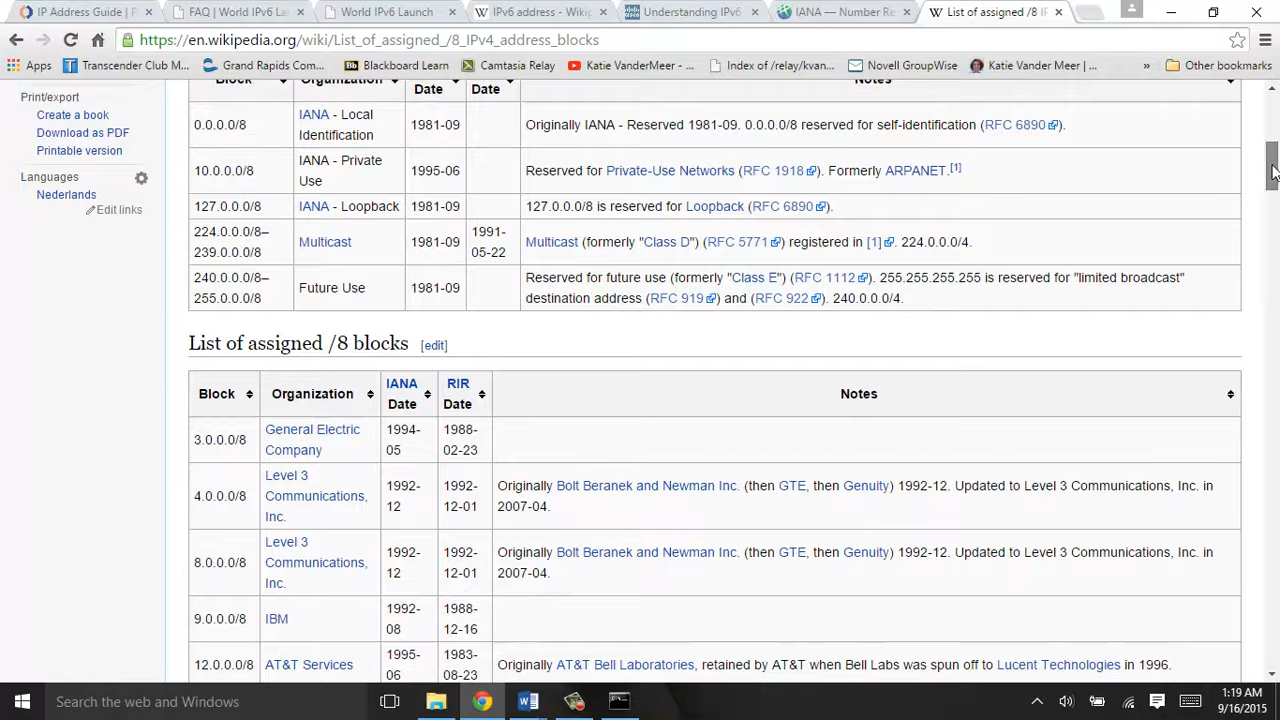 IP Address Guide | P
FAQ | World IPv6 Lau
World IPv6 Launch
IPv6 address - Wikip
Understanding IPv6
IANA — Number Re
List of assigned /8 IP
https://en.wikipedia.org/wiki/List_of_assigned_/8_IPv4_address_blocks
Apps
Transcender Club M...
Grand Rapids Com...
Blackboard Learn
Camtasia Relay
Katie VanderMeer - ...
Index of /relay/kvan...
Novell GroupWise
Katie Vander Meer | ...
»
Other bookmarks
Print/export
Create a book
Download as PDF
Printable version
Languages
Nederlands
Edit links
Block Organization Date Date Notes
0.0.0.0/8 IANA - Local Identification 1981-09 Originally IANA - Reserved 1981-09. 0.0.0.0/8 reserved for self-identification (RFC 6890).
10.0.0.0/8 IANA - Private Use 1995-06 Reserved for Private-Use Networks (RFC 1918). Formerly ARPANET.[1]
127.0.0.0/8 IANA - Loopback 1981-09 127.0.0.0/8 is reserved for Loopback (RFC 6890).
224.0.0.0/8–239.0.0.0/8 Multicast 1981-09 1991-05-22 Multicast (formerly "Class D") (RFC 5771) registered in [1]. 224.0.0.0/4.
240.0.0.0/8–255.0.0.0/8 Future Use 1981-09 Reserved for future use (formerly "Class E") (RFC 1112). 255.255.255.255 is reserved for "limited broadcast"
destination address (RFC 919) and (RFC 922). 240.0.0.0/4.
List of assigned /8 blocks [edit]
Block Organization IANA Date RIR Date Notes
3.0.0.0/8 General Electric Company 1994-05 1988-02-23
4.0.0.0/8 Level 3 Communications, Inc. 1992-12 1992-12-01 Originally Bolt Beranek and Newman Inc. (then GTE, then Genuity) 1992-12. Updated to Level 3 Communications, Inc. in
2007-04.
8.0.0.0/8 Level 3 Communications, Inc. 1992-12 1992-12-01 Originally Bolt Beranek and Newman Inc. (then GTE, then Genuity) 1992-12. Updated to Level 3 Communications, Inc. in
2007-04.
9.0.0.0/8 IBM 1992-08 1988-12-16
12.0.0.0/8 AT&T Services 1995-06 1983-08-23 Originally AT&T Bell Laboratories, retained by AT&T when Bell Labs was spun off to Lucent Technologies in 1996.
Search the web and Windows
1:19 AM
9/16/2015